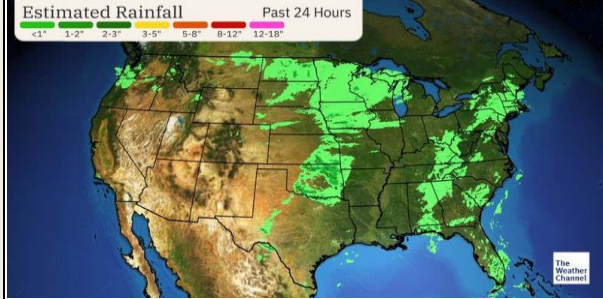 Estimated Rainfall Past 24 Hours
<1" 1-2" 2-3" 3-5" 5-8" 8-12" 12-18"
The
Weather
Channel